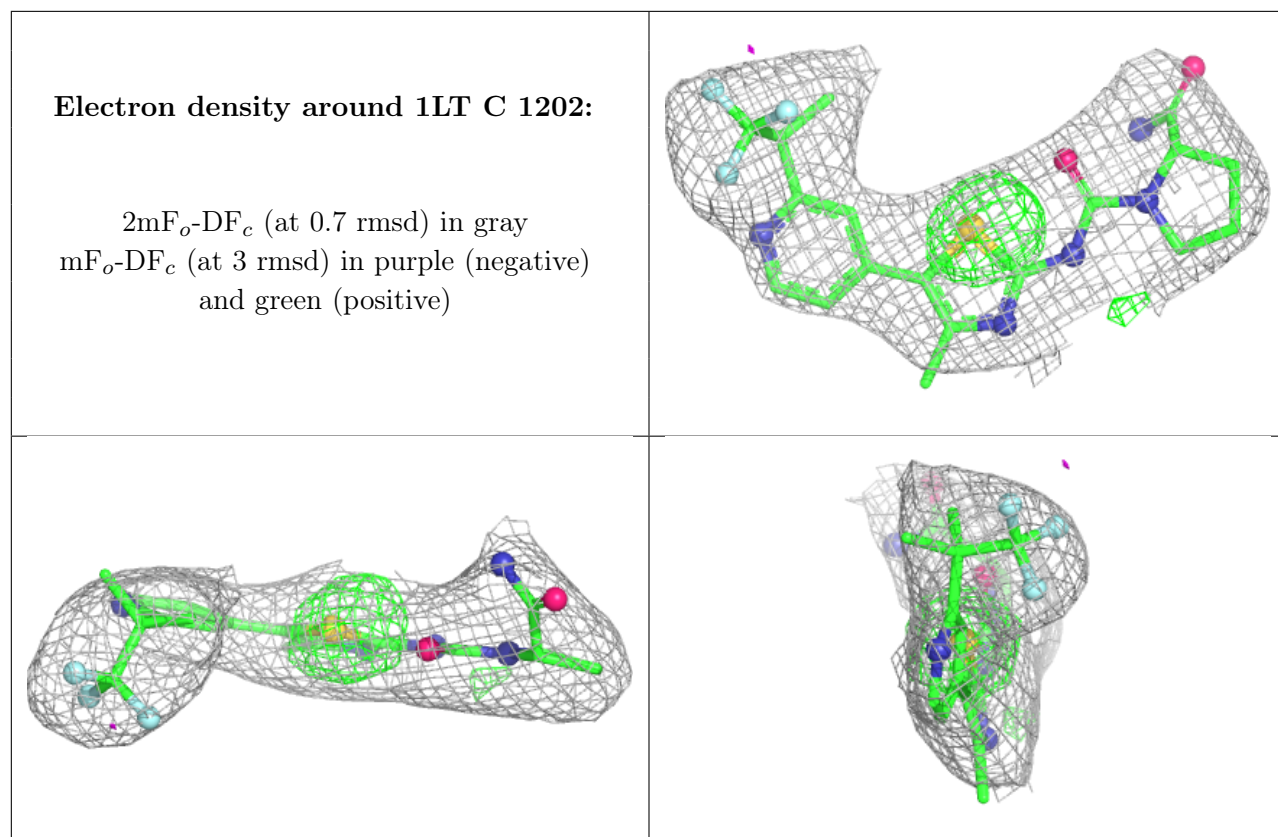 Electron density around 1LT C 1202:
2mFₒ-DF𝒸 (at 0.7 rmsd) in gray
mFₒ-DF𝒸 (at 3 rmsd) in purple (negative)
and green (positive)